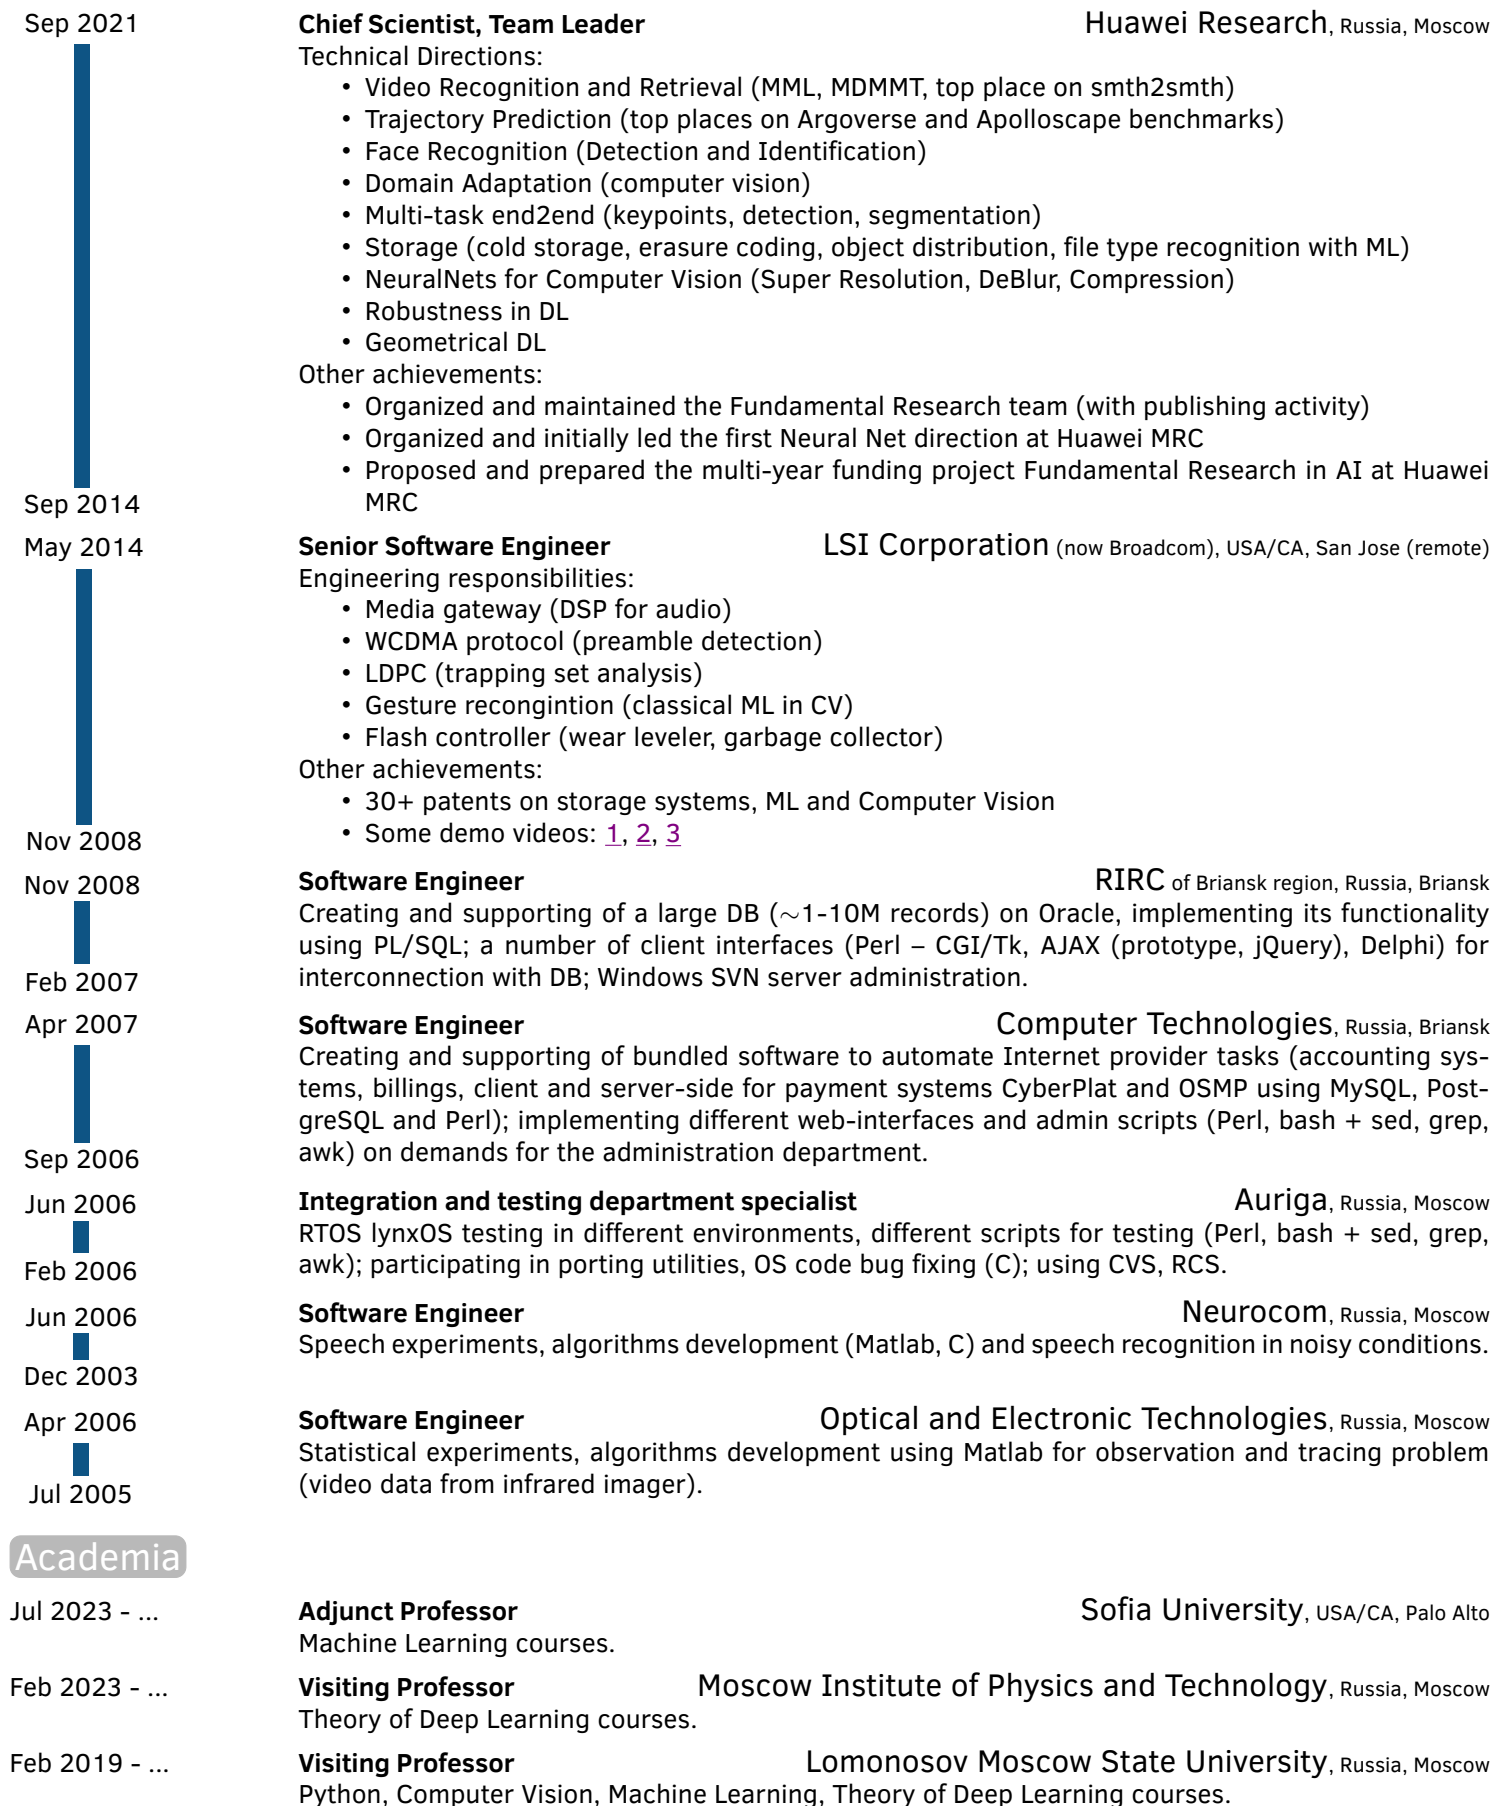 Sep 2021
Chief Scientist, Team Leader Huawei Research, Russia, Moscow
Technical Directions:
• Video Recognition and Retrieval (MML, MDMMT, top place on smth2smth)
• Trajectory Prediction (top places on Argoverse and Apolloscape benchmarks)
• Face Recognition (Detection and Identification)
• Domain Adaptation (computer vision)
• Multi-task end2end (keypoints, detection, segmentation)
• Storage (cold storage, erasure coding, object distribution, file type recognition with ML)
• NeuralNets for Computer Vision (Super Resolution, DeBlur, Compression)
• Robustness in DL
• Geometrical DL
Other achievements:
• Organized and maintained the Fundamental Research team (with publishing activity)
• Organized and initially led the first Neural Net direction at Huawei MRC
• Proposed and prepared the multi-year funding project Fundamental Research in AI at Huawei
MRC
Sep 2014
May 2014
Senior Software Engineer LSI Corporation (now Broadcom), USA/CA, San Jose (remote)
Engineering responsibilities:
• Media gateway (DSP for audio)
• WCDMA protocol (preamble detection)
• LDPC (trapping set analysis)
• Gesture recongintion (classical ML in CV)
• Flash controller (wear leveler, garbage collector)
Other achievements:
• 30+ patents on storage systems, ML and Computer Vision
• Some demo videos: 1, 2, 3
Nov 2008
Nov 2008
Software Engineer RIRC of Briansk region, Russia, Briansk
Creating and supporting of a large DB (∼1-10M records) on Oracle, implementing its functionality
using PL/SQL; a number of client interfaces (Perl – CGI/Tk, AJAX (prototype, jQuery), Delphi) for
interconnection with DB; Windows SVN server administration.
Feb 2007
Apr 2007
Software Engineer Computer Technologies, Russia, Briansk
Creating and supporting of bundled software to automate Internet provider tasks (accounting sys-
tems, billings, client and server-side for payment systems CyberPlat and OSMP using MySQL, Post-
greSQL and Perl); implementing different web-interfaces and admin scripts (Perl, bash + sed, grep,
awk) on demands for the administration department.
Sep 2006
Jun 2006
Integration and testing department specialist Auriga, Russia, Moscow
RTOS lynxOS testing in different environments, different scripts for testing (Perl, bash + sed, grep,
awk); participating in porting utilities, OS code bug fixing (C); using CVS, RCS.
Feb 2006
Jun 2006
Software Engineer Neurocom, Russia, Moscow
Speech experiments, algorithms development (Matlab, C) and speech recognition in noisy conditions.
Dec 2003
Apr 2006
Software Engineer Optical and Electronic Technologies, Russia, Moscow
Statistical experiments, algorithms development using Matlab for observation and tracing problem
(video data from infrared imager).
Jul 2005
Academia
Jul 2023 - ... Adjunct Professor Sofia University, USA/CA, Palo Alto
Machine Learning courses.
Feb 2023 - ... Visiting Professor Moscow Institute of Physics and Technology, Russia, Moscow
Theory of Deep Learning courses.
Feb 2019 - ... Visiting Professor Lomonosov Moscow State University, Russia, Moscow
Python, Computer Vision, Machine Learning, Theory of Deep Learning courses.